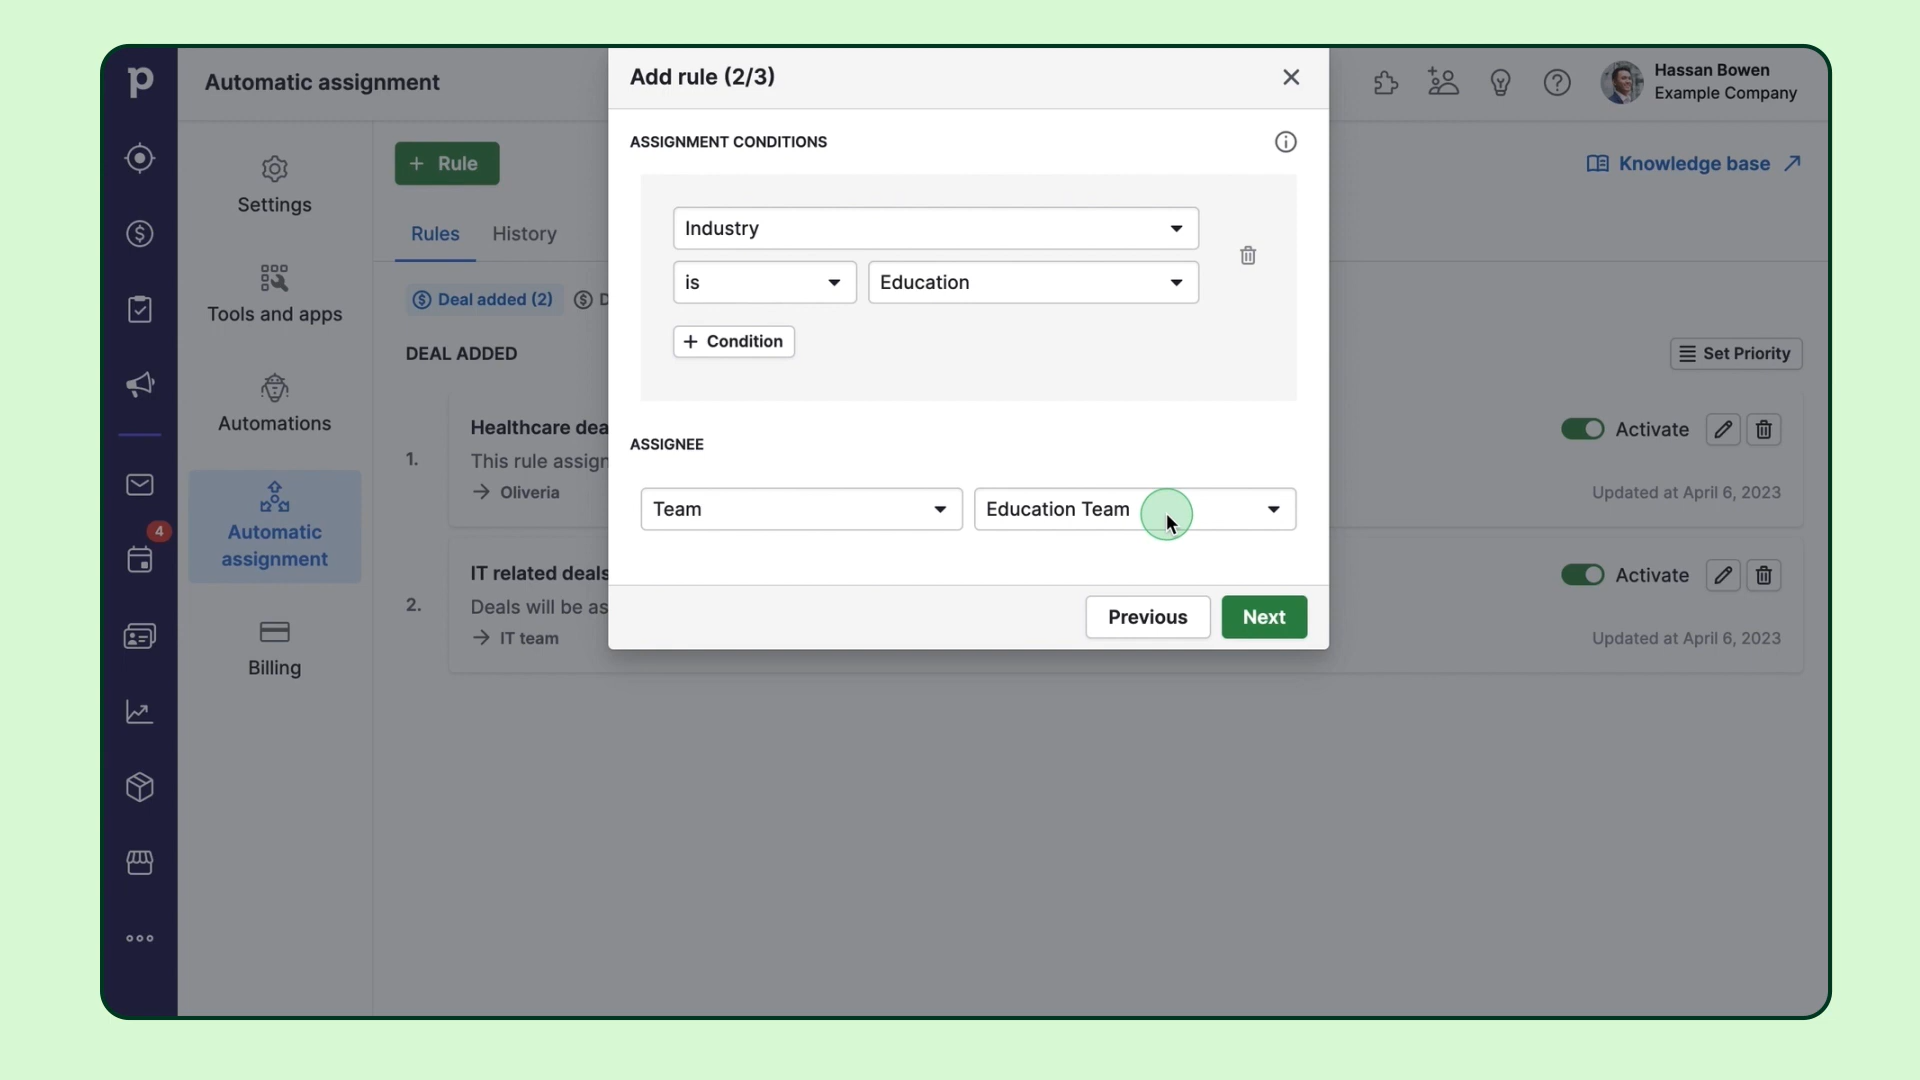 p
Automatic assignment
Hassan Bowen
Example Company
Settings
Tools and apps
Automations
Automatic
assignment
Billing
4
+ Rule
Knowledge base
Rules
History
Deal added (2)
D
DEAL ADDED
Set Priority
1.
Healthcare dea
This rule assign
→ Oliveria
Activate
Updated at April 6, 2023
2.
IT related deals
Deals will be as
→ IT team
Activate
Updated at April 6, 2023
Add rule (2/3)
ASSIGNMENT CONDITIONS
Industry
is
Education
+ Condition
ASSIGNEE
Team
Education Team
Previous
Next